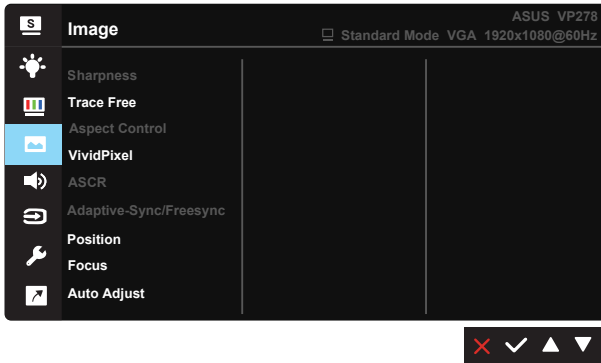 S
ASUS VP278
Image
Standard Mode VGA 1920x1080@60Hz
Sharpness
Trace Free
Aspect Control
VividPixel
ASCR
Adaptive-Sync/Freesync
Position
Focus
Auto Adjust